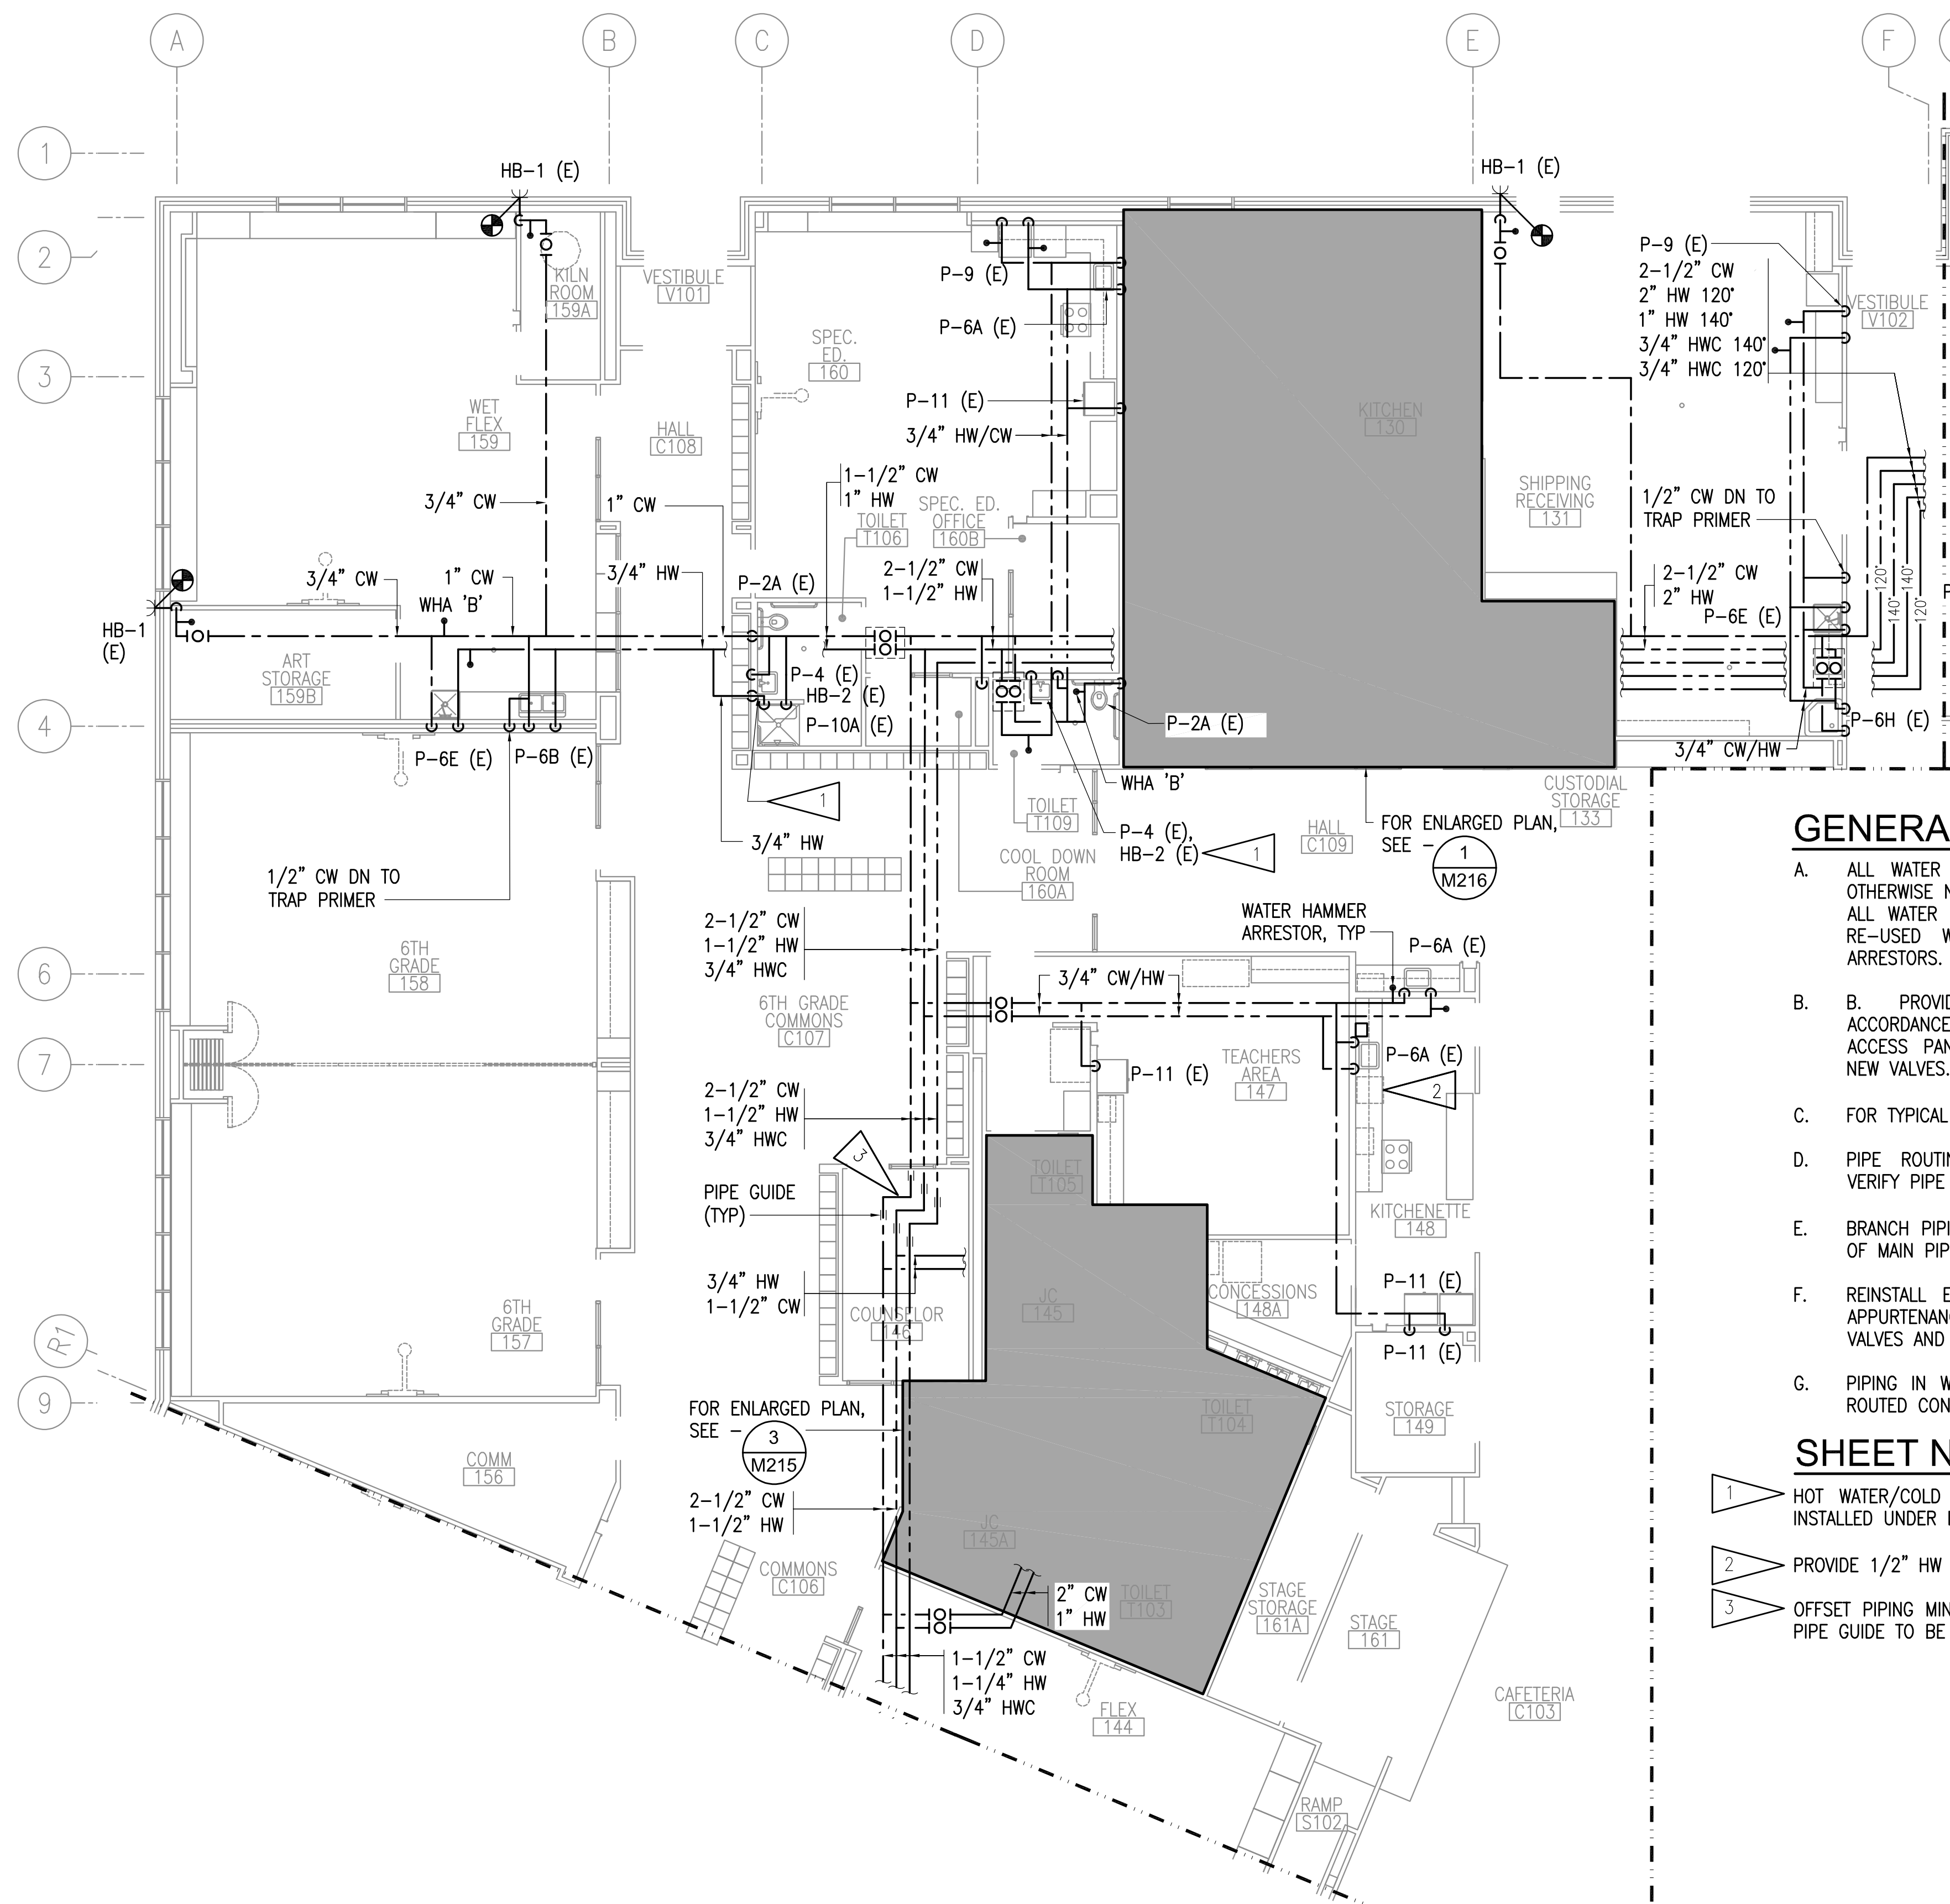 A
B
C
D
E
F
1
2
3
4
6
7
R1
9
HB-1 (E)
HB-1 (E)
KILN
ROOM
159A
VESTIBULE
V101
P-9 (E)
P-6A (E)
SPEC.
ED.
160
P-11 (E)
3/4" HW/CW
WET
FLEX
159
HALL
C108
KITCHEN
130
P-9 (E)
2-1/2" CW
2" HW 120°
1" HW 140°
3/4" HWC 140°
3/4" HWC 120°
VESTIBULE
V102
3/4" CW
1" CW
1-1/2" CW
1" HW
TOILET
T106
SPEC. ED.
OFFICE
160B
SHIPPING
RECEIVING
131
1/2" CW DN TO
TRAP PRIMER
3/4" CW
1" CW
WHA 'B'
3/4" HW
P-2A (E)
2-1/2" CW
1-1/2" HW
2-1/2" CW
2" HW
P-6E (E)
140°
120°
140°
120°
P
HB-1
(E)
ART
STORAGE
159B
P-4 (E)
HB-2 (E)
P-10A (E)
P-2A (E)
P-6H (E)
P-6E (E)
P-6B (E)
3/4" CW/HW
1
3/4" HW
WHA 'B'
TOILET
T109
P-4 (E),
HB-2 (E)
1
HALL
C109
FOR ENLARGED PLAN,
SEE -
1
M216
CUSTODIAL
STORAGE
133
COOL DOWN
ROOM
160A
1/2" CW DN TO
TRAP PRIMER
6TH
GRADE
158
2-1/2" CW
1-1/2" HW
3/4" HWC
WATER HAMMER
ARRESTOR, TYP
P-6A (E)
3/4" CW/HW
6TH GRADE
COMMONS
C107
TEACHERS
AREA
147
P-6A (E)
P-11 (E)
2
2-1/2" CW
1-1/2" HW
3/4" HWC
3
TOILET
T105
PIPE GUIDE
(TYP)
KITCHENETTE
148
3/4" HW
1-1/2" CW
COUNSELOR
146
JC
145
CONCESSIONS
148A
P-11 (E)
P-11 (E)
6TH
GRADE
157
FOR ENLARGED PLAN,
SEE -
3
M215
TOILET
T104
STORAGE
149
COMM
156
2-1/2" CW
1-1/2" HW
JC
145A
COMMONS
C106
2" CW
1" HW
TOILET
T103
STAGE
STORAGE
161A
STAGE
161
1-1/2" CW
1-1/4" HW
3/4" HWC
FLEX
144
CAFETERIA
C103
RAMP
S102
GENERA
A. ALL WATER
OTHERWISE N
ALL WATER
RE-USED W
ARRESTORS.
B. B. PROVID
ACCORDANCE
ACCESS PAN
NEW VALVES.
C. FOR TYPICAL
D. PIPE ROUTIN
VERIFY PIPE
E. BRANCH PIPI
OF MAIN PIP
F. REINSTALL E
APPURTENANC
VALVES AND
G. PIPING IN W
ROUTED CON
SHEET N
1 HOT WATER/COLD
INSTALLED UNDER
2 PROVIDE 1/2" HW
3 OFFSET PIPING MIN
PIPE GUIDE TO BE